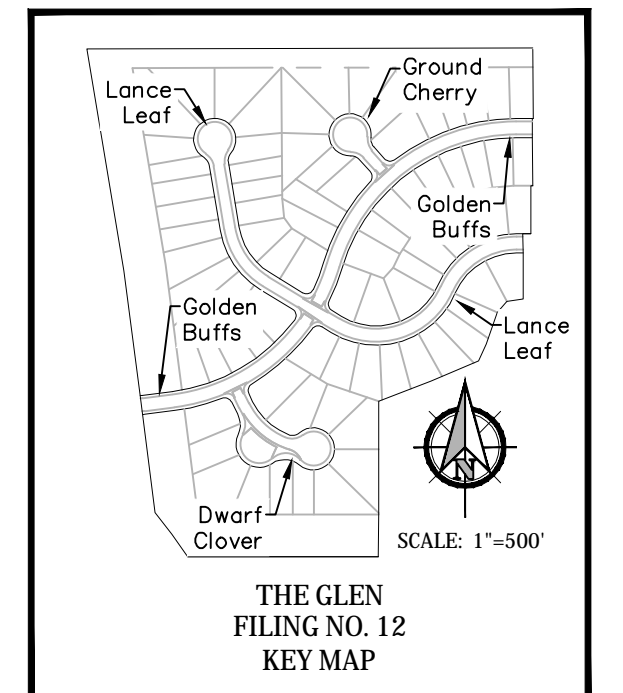 Lance
Leaf
Ground
Cherry
Golden
Buffs
Golden
Buffs
Lance
Leaf
Dwarf
Clover
N
SCALE: 1"=500'
THE GLEN
FILING NO. 12
KEY MAP